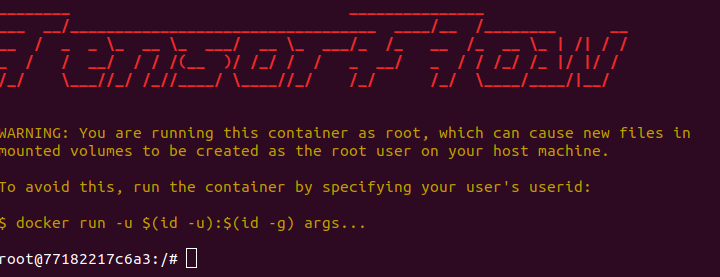 TensorFlow
WARNING: You are running this container as root, which can cause new files in
mounted volumes to be created as the root user on your host machine.
To avoid this, run the container by specifying your user's userid:
$ docker run -u $(id -u):$(id -g) args...
root@77182217c6a3:/#